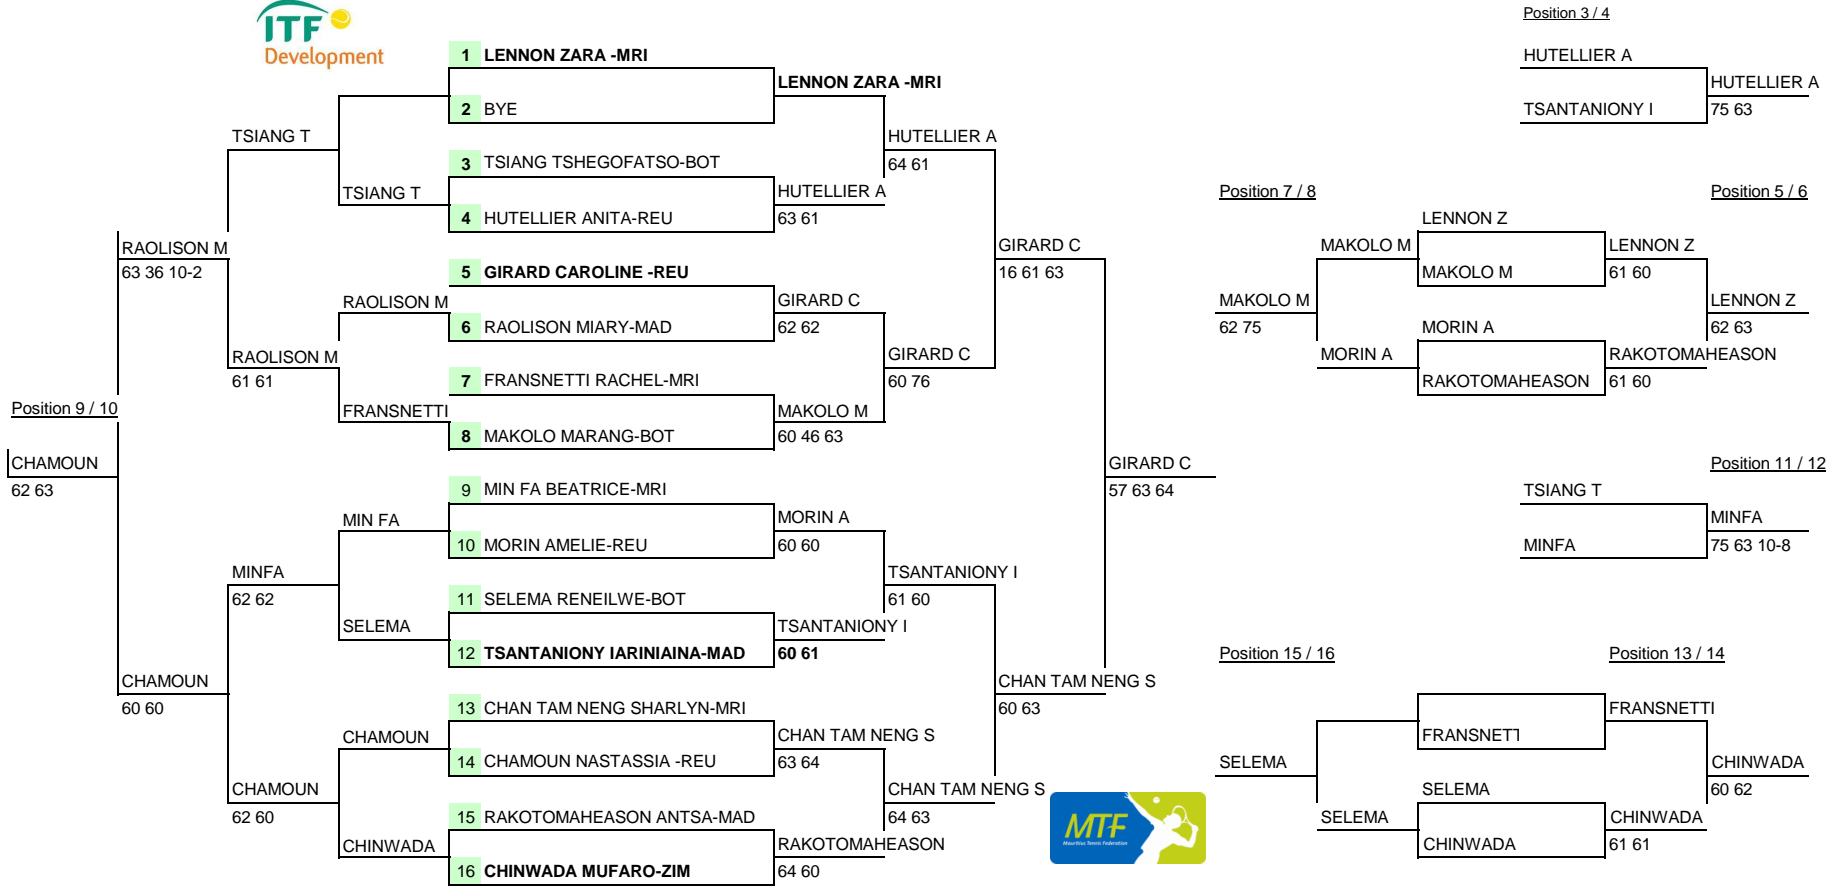 ITF
Development
Position 3 / 4
1 LENNON ZARA -MRI
HUTELLIER A
LENNON ZARA -MRI
HUTELLIER A
2 BYE
TSANTANIONY I
75 63
TSIANG T
HUTELLIER A
3 TSIANG TSHEGOFATSO-BOT
64 61
TSIANG T
HUTELLIER A
Position 7 / 8
Position 5 / 6
4 HUTELLIER ANITA-REU
63 61
LENNON Z
RAOLISON M
GIRARD C
MAKOLO M
LENNON Z
63 36 10-2
5 GIRARD CAROLINE -REU
16 61 63
MAKOLO M
61 60
RAOLISON M
GIRARD C
MAKOLO M
LENNON Z
6 RAOLISON MIARY-MAD
62 62
62 75
MORIN A
62 63
RAOLISON M
GIRARD C
MORIN A
RAKOTOMAHEASON
61 61
7 FRANSNETTI RACHEL-MRI
60 76
RAKOTOMAHEASON
61 60
Position 9 / 10
FRANSNETTI
MAKOLO M
8 MAKOLO MARANG-BOT
60 46 63
CHAMOUN
GIRARD C
Position 11 / 12
62 63
9 MIN FA BEATRICE-MRI
57 63 64
TSIANG T
MIN FA
MORIN A
MINFA
10 MORIN AMELIE-REU
60 60
MINFA
75 63 10-8
MINFA
TSANTANIONY I
62 62
11 SELEMA RENEILWE-BOT
61 60
SELEMA
TSANTANIONY I
12 TSANTANIONY IARINIAINA-MAD
60 61
Position 15 / 16
Position 13 / 14
CHAMOUN
CHAN TAM NENG S
60 60
13 CHAN TAM NENG SHARLYN-MRI
60 63
FRANSNETTI
CHAMOUN
CHAN TAM NENG S
FRANSNETT
14 CHAMOUN NASTASSIA -REU
63 64
SELEMA
CHINWADA
CHAMOUN
CHAN TAM NENG S
SELEMA
60 62
62 60
15 RAKOTOMAHEASON ANTSA-MAD
64 63
SELEMA
CHINWADA
CHINWADA
RAKOTOMAHEASON
CHINWADA
61 61
16 CHINWADA MUFARO-ZIM
64 60
MTF
Mauritius Tennis Federation